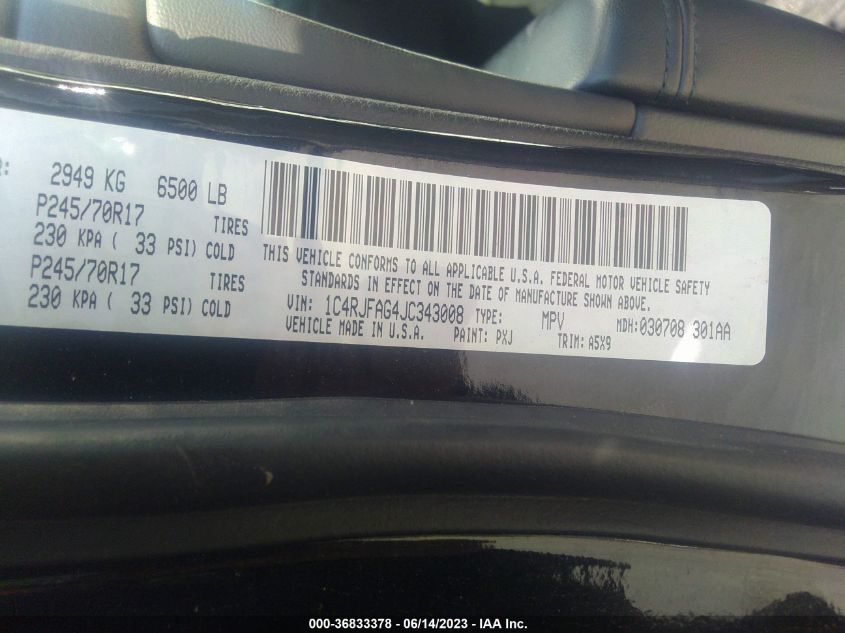 R: 2949 KG 6500 LB
P245/70R17 TIRES
230 KPA ( 33 PSI) COLD
P245/70R17 TIRES
230 KPA ( 33 PSI) COLD
THIS VEHICLE CONFORMS TO ALL APPLICABLE U.S.A. FEDERAL MOTOR VEHICLE SAFETY
STANDARDS IN EFFECT ON THE DATE OF MANUFACTURE SHOWN ABOVE.
VIN: 1C4RJFAG4JC343008 TYPE: MPV MDH:030708 301AA
VEHICLE MADE IN U.S.A. PAINT: PXJ TRIM: A5X9
000-36833378 - 06/14/2023 - IAA Inc.